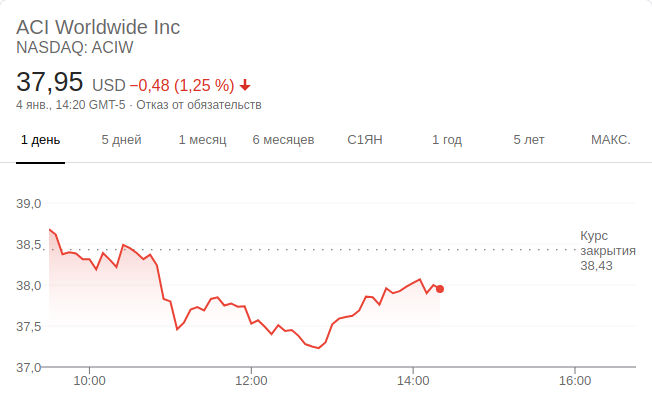 ACI Worldwide Inc
NASDAQ: ACIW
37,95 USD −0,48 (1,25 %)
4 янв., 14:20 GMT-5 · Отказ от обязательств
1 день 5 дней 1 месяц 6 месяцев С1ЯН 1 год 5 лет МАКС.
39,0
38,5
38,0
37,5
37,0
Курс
закрытия
38,43
10:00 12:00 14:00 16:00